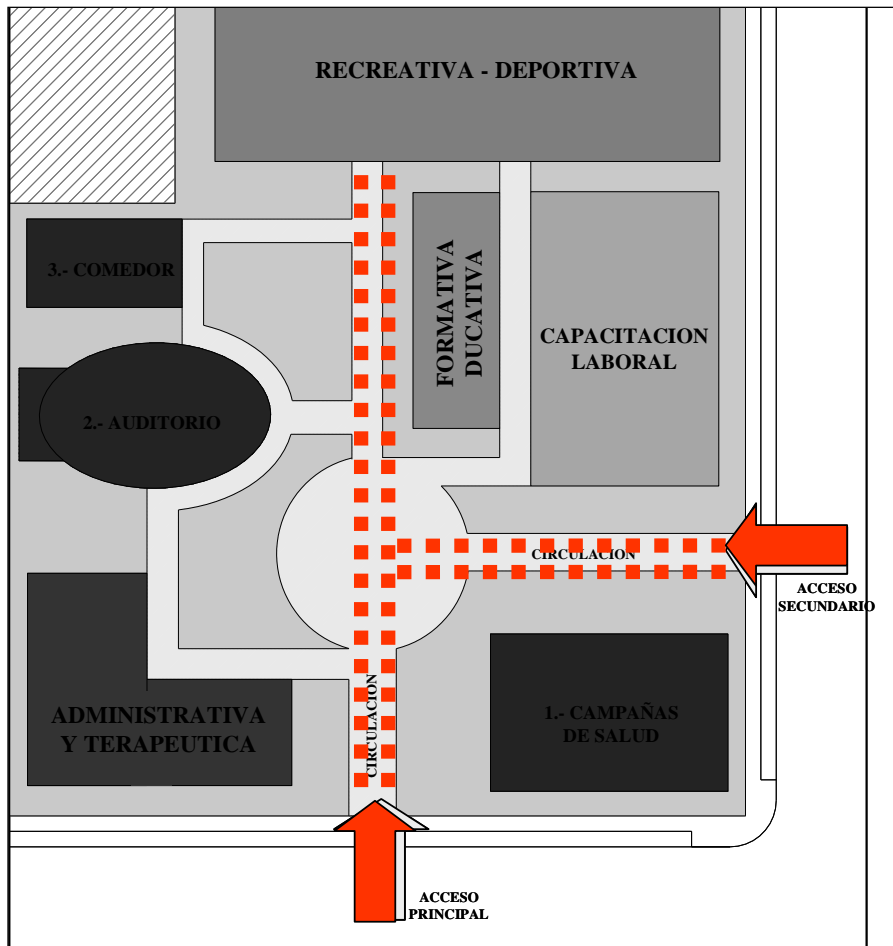 RECREATIVA - DEPORTIVA
3.- COMEDOR
FORMATIVA
DUCATIVA
CAPACITACION
LABORAL
2.- AUDITORIO
CIRCULACION
ACCESO
SECUNDARIO
ADMINISTRATIVA
Y TERAPEUTICA
CIRCULACION
1.- CAMPAÑAS
DE SALUD
ACCESO
PRINCIPAL